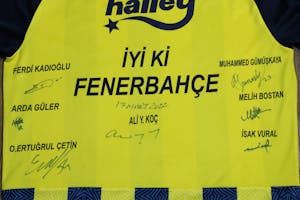 halley
İYİ Kİ
FENERBAHÇE
FERDİ KADIOĞLU
MUHAMMED GÜMÜŞKAYA
ARDA GÜLER
MELİH BOSTAN
ALİ Y. KOÇ
O.ERTUĞRUL ÇETİN
İSAK VURAL